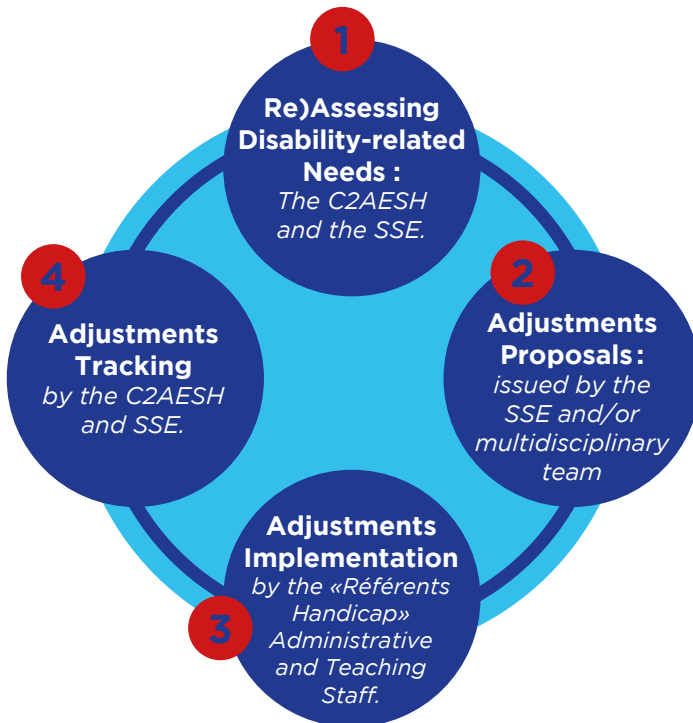 1
Re)Assessing
Disability-related
Needs :
The C2AESH
and the SSE.
2
Adjustments
Proposals :
issued by the
SSE and/or
multidisciplinary
team
3
Adjustments
Implementation
by the «Référents
Handicap»
Administrative
and Teaching
Staff.
4
Adjustments
Tracking
by the C2AESH
and SSE.